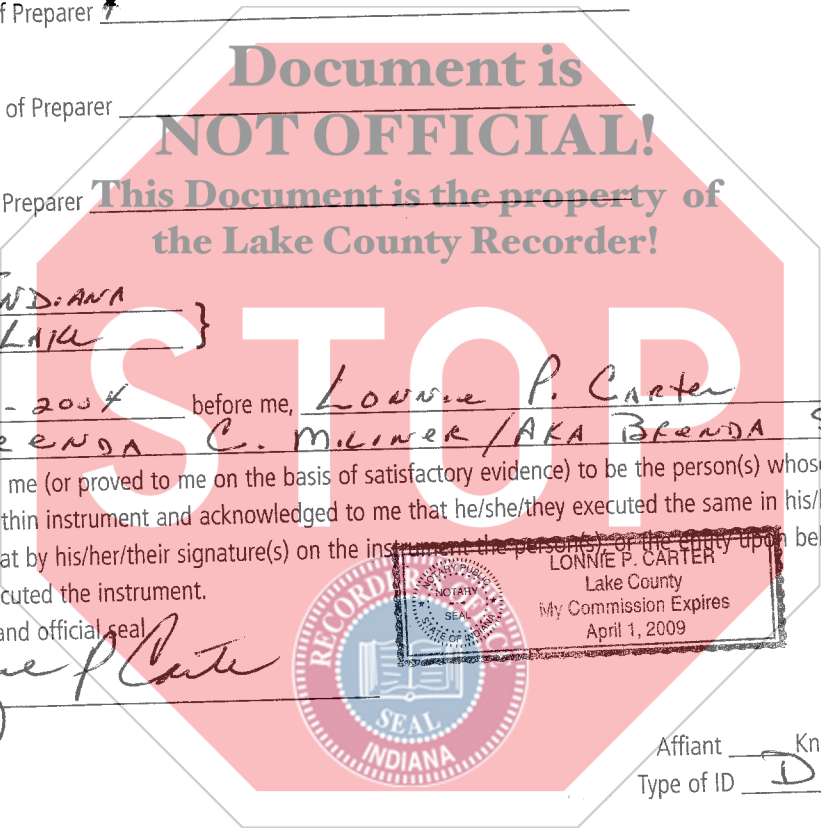 f Preparer
Document is
of Preparer
NOT OFFICIAL!
Preparer
This Document is the property of
the Lake County Recorder!
NDiANA
LAKE
}
STOP
- 2004 before me, Lonnie P. Carter
ENDA C. MiLiNER / AKA BRENDA S
me (or proved to me on the basis of satisfactory evidence) to be the person(s) whose
thin instrument and acknowledged to me that he/she/they executed the same in his/
at by his/her/their signature(s) on the instrument the person(s), or the entity upon bel
cuted the instrument.
and official seal
LONNIE P. CARTER
Lake County
My Commission Expires
April 1, 2009
NOTARY PUBLIC
NOTARY
SEAL
STATE OF INDIANA
P Carte
RECORDER
SEAL
INDIANA
Affiant Kn
Type of ID D